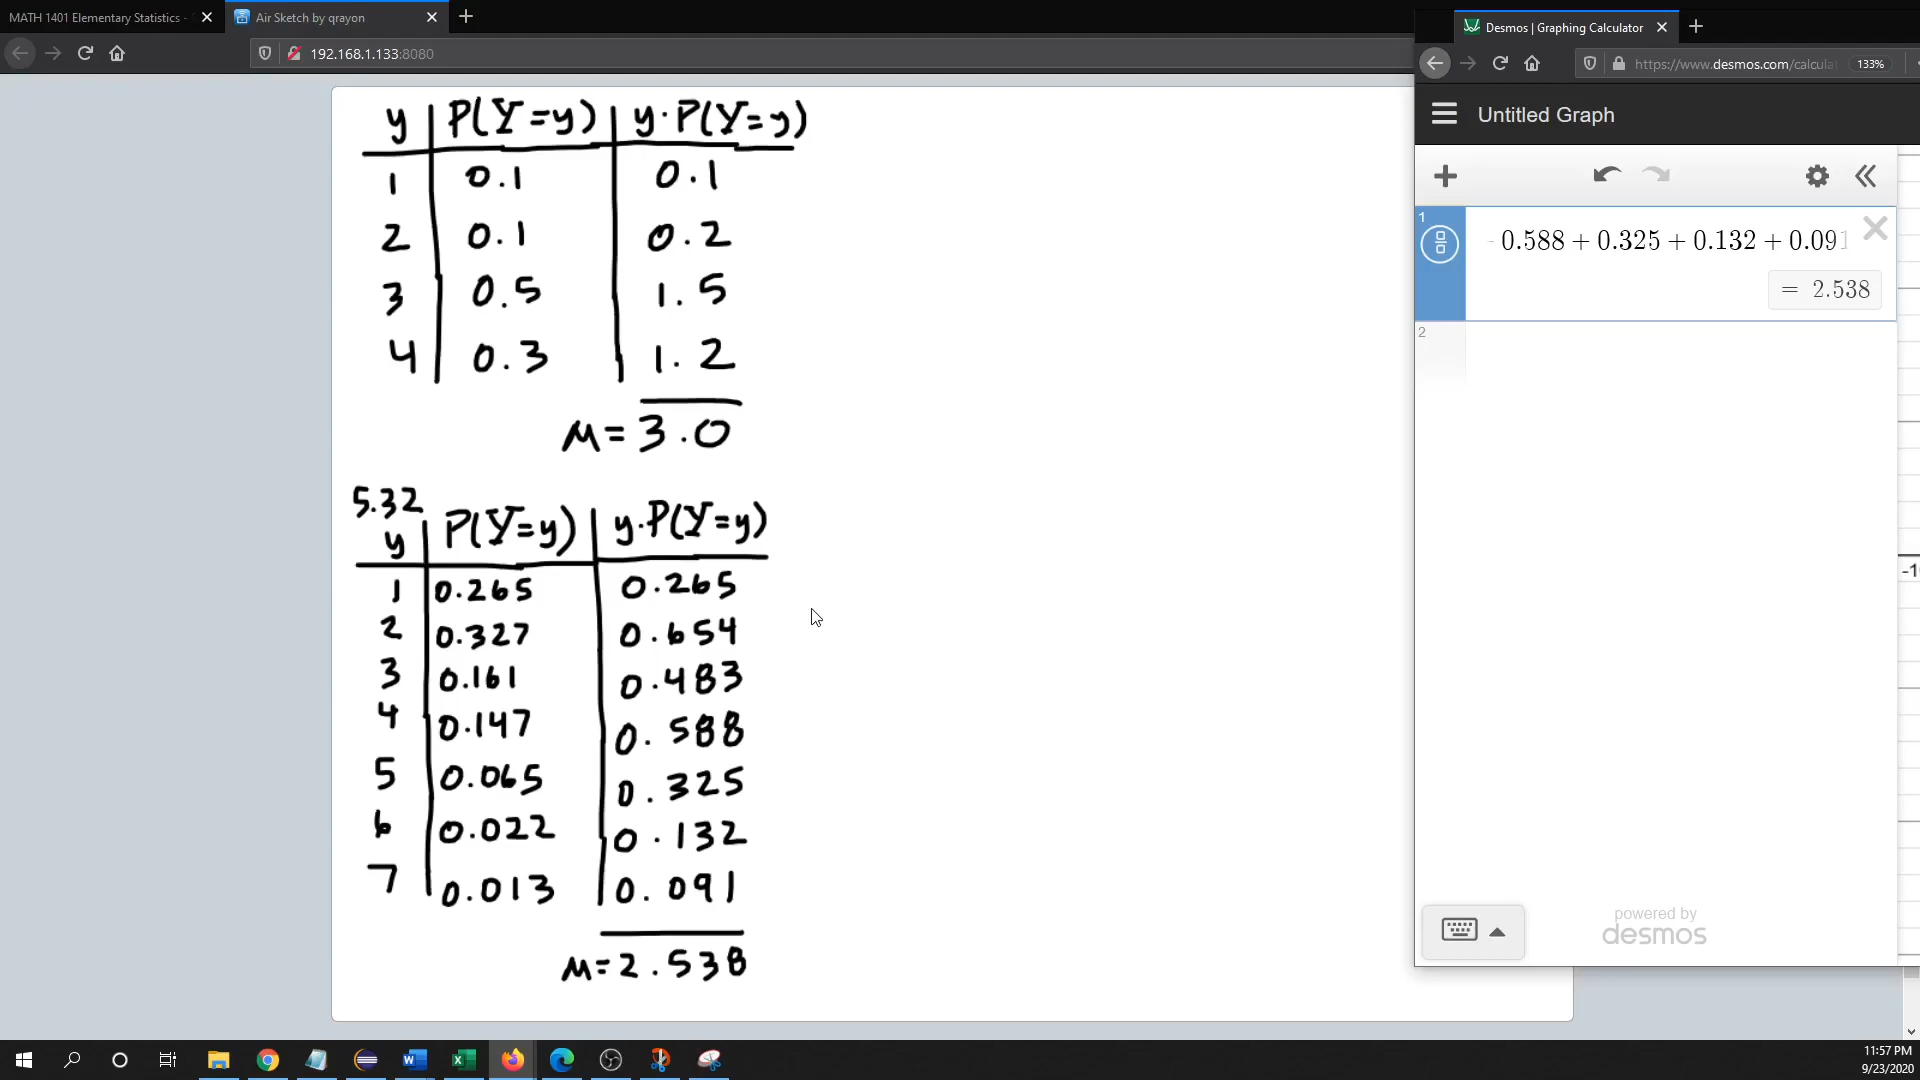 MATH 1401 Elementary Statistics -
Air Sketch by qrayon
192.168.1.133:8080
Desmos | Graphing Calculator
https://www.desmos.com/calcula
133%
Untitled Graph
1
0.588 + 0.325 + 0.132 + 0.091
= 2.538
2
-1
powered by
desmos
y P(Y=y) y·P(Y=y)
1 0.1 0.1
2 0.1 0.2
3 0.5 1.5
4 0.3 1.2
μ= 3.0
5.32
y P(Y=y) y·P(Y=y)
1 0.265 0.265
2 0.327 0.654
3 0.161 0.483
4 0.147 0.588
5 0.065 0.325
6 0.022 0.132
7 0.013 0.091
μ=2.538
11:57 PM
9/23/2020